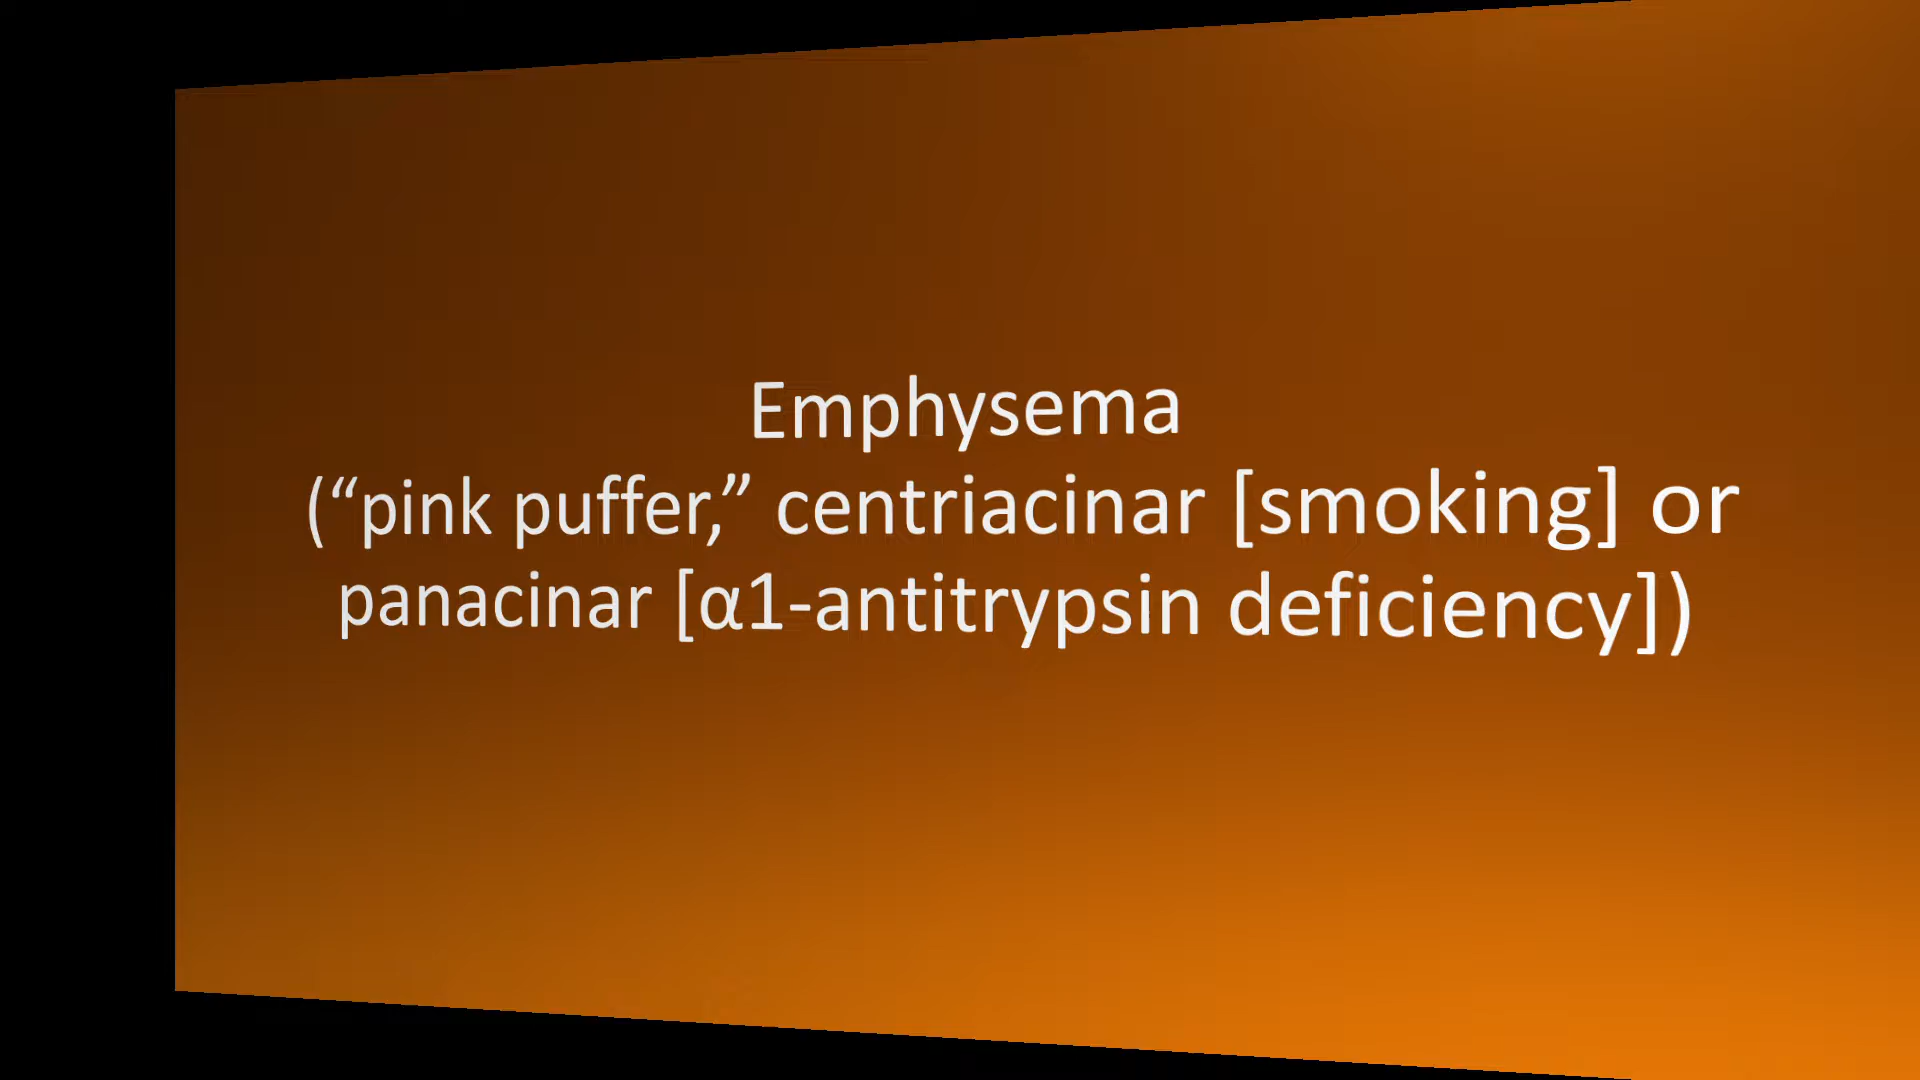 Emphysema
(“pink puffer,” centriacinar [smoking] or
panacinar [α1-antitrypsin deficiency])